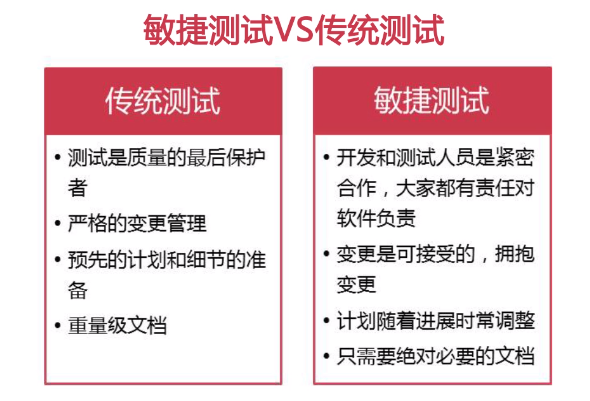 敏捷测试VS传统测试
传统测试
• 测试是质量的最后保护
者
• 严格的变更管理
• 预先的计划和细节的准
备
• 重量级文档
敏捷测试
• 开发和测试人员是紧密
合作，大家都有责任对
软件负责
• 变更是可接受的，拥抱
变更
• 计划随着进展时常调整
• 只需要绝对必要的文档